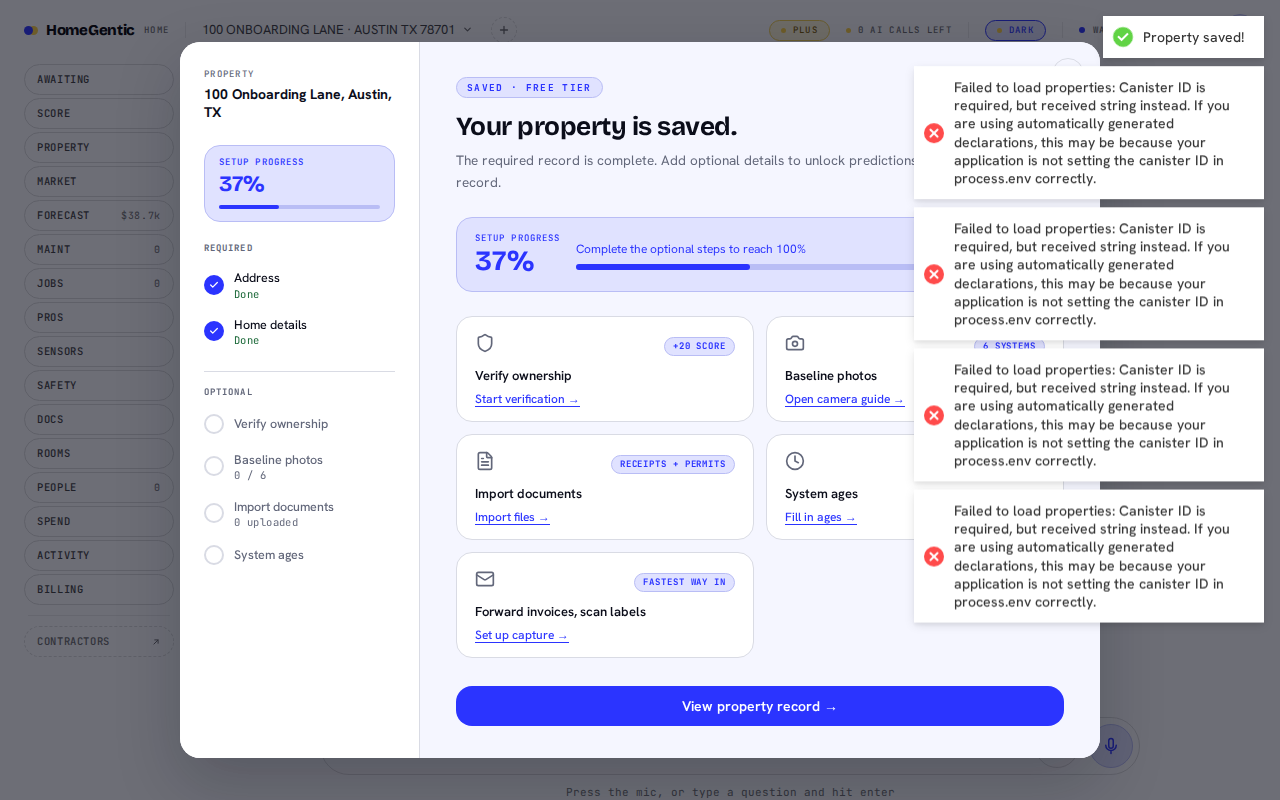 HomeGentic HOME
100 ONBOARDING LANE · AUSTIN TX 78701
+
PLUS
0 AI CALLS LEFT
DARK
WA
Property saved!
AWAITING
SCORE
PROPERTY
MARKET
FORECAST $38.7k
MAINT 0
JOBS 0
PROS
SENSORS
SAFETY
DOCS
ROOMS
PEOPLE 0
SPEND
ACTIVITY
BILLING
CONTRACTORS ↗
PROPERTY
100 Onboarding Lane, Austin,
TX
SETUP PROGRESS
37%
REQUIRED
Address
Done
Home details
Done
OPTIONAL
Verify ownership
Baseline photos
0 / 6
Import documents
0 uploaded
System ages
SAVED · FREE TIER
Your property is saved.
The required record is complete. Add optional details to unlock predictions
record.
SETUP PROGRESS
37%
Complete the optional steps to reach 100%
+20 SCORE
Verify ownership
Start verification →
6 SYSTEMS
Baseline photos
Open camera guide →
RECEIPTS + PERMITS
Import documents
Import files →
System ages
Fill in ages →
FASTEST WAY IN
Forward invoices, scan labels
Set up capture →
View property record →
Failed to load properties: Canister ID is
required, but received string instead. If you
are using automatically generated
declarations, this may be because your
application is not setting the canister ID in
process.env correctly.
Failed to load properties: Canister ID is
required, but received string instead. If you
are using automatically generated
declarations, this may be because your
application is not setting the canister ID in
process.env correctly.
Failed to load properties: Canister ID is
required, but received string instead. If you
are using automatically generated
declarations, this may be because your
application is not setting the canister ID in
process.env correctly.
Failed to load properties: Canister ID is
required, but received string instead. If you
are using automatically generated
declarations, this may be because your
application is not setting the canister ID in
process.env correctly.
Press the mic, or type a question and hit enter